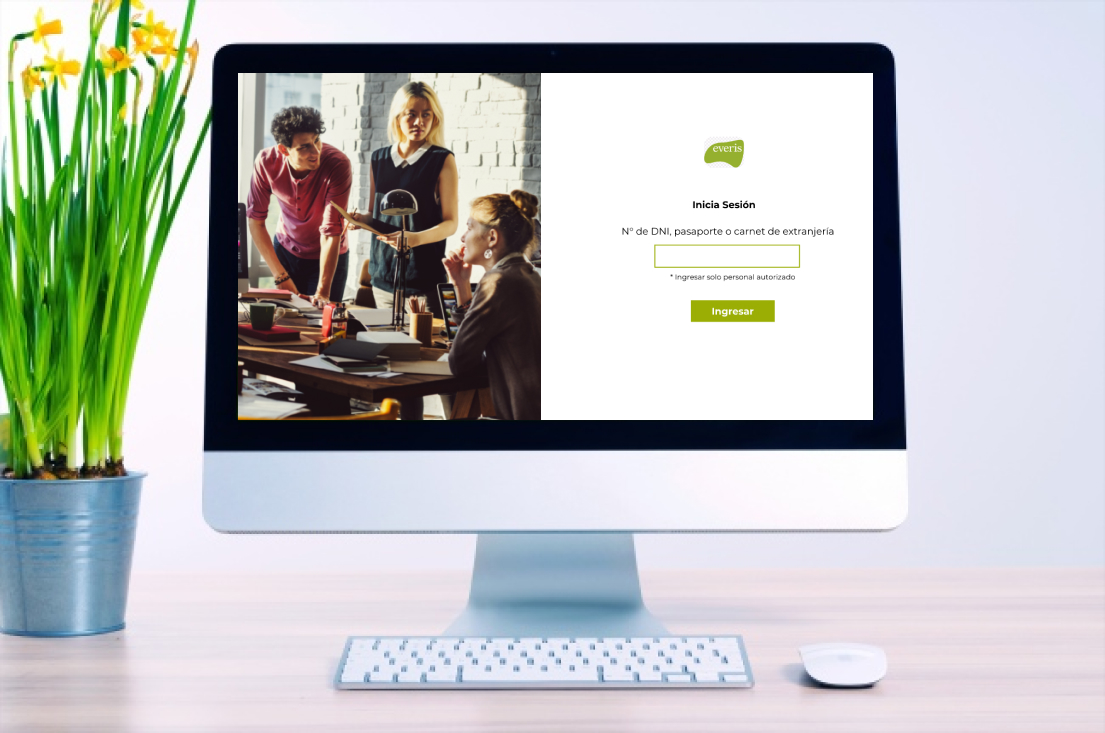 everis
Inicia Sesión
N° de DNI, pasaporte o carnet de extranjería
* Ingresar solo personal autorizado
Ingresar